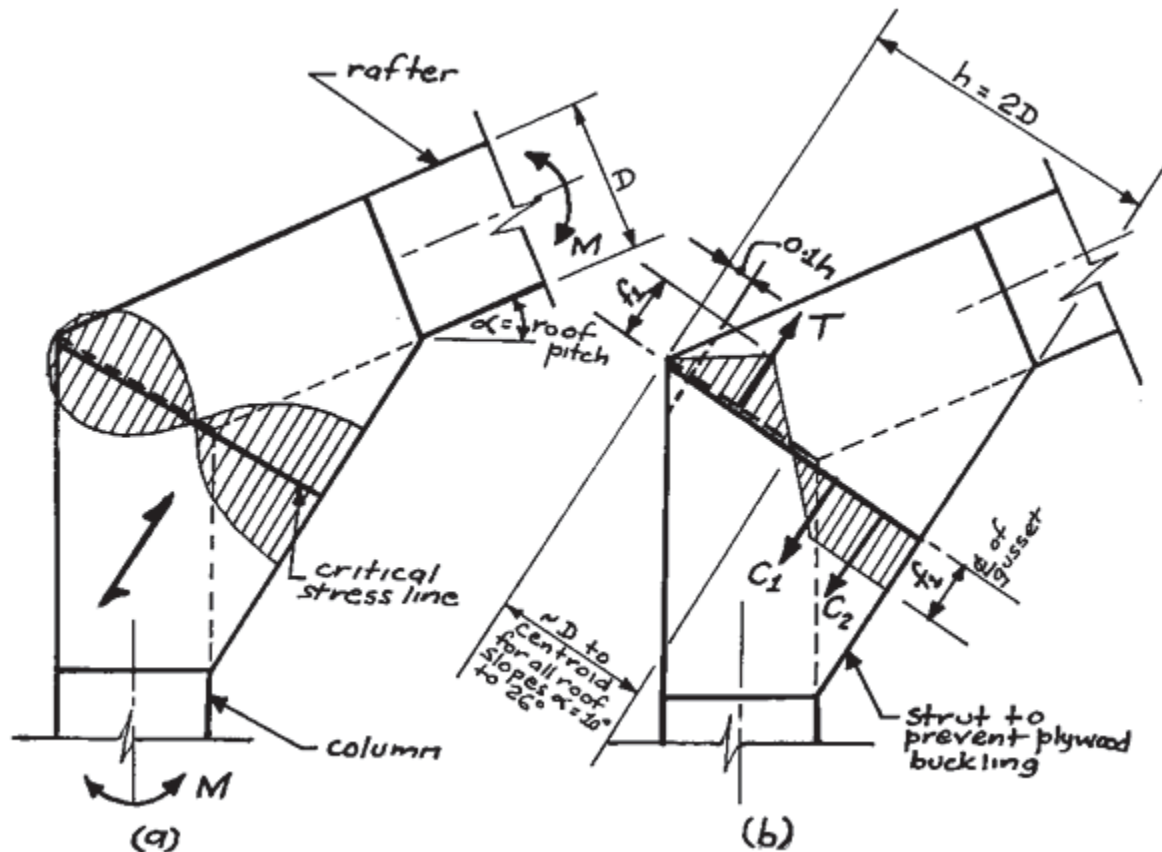 rafter
D
M
α = roof
pitch
critical
stress line
column
M
(a)
h = 2D
0.1h
f1
T
C1
C2
of
gusset
~D to
centroid
for all roof
slopes α = 10°
to 26°
strut to
prevent plywood
buckling
(b)